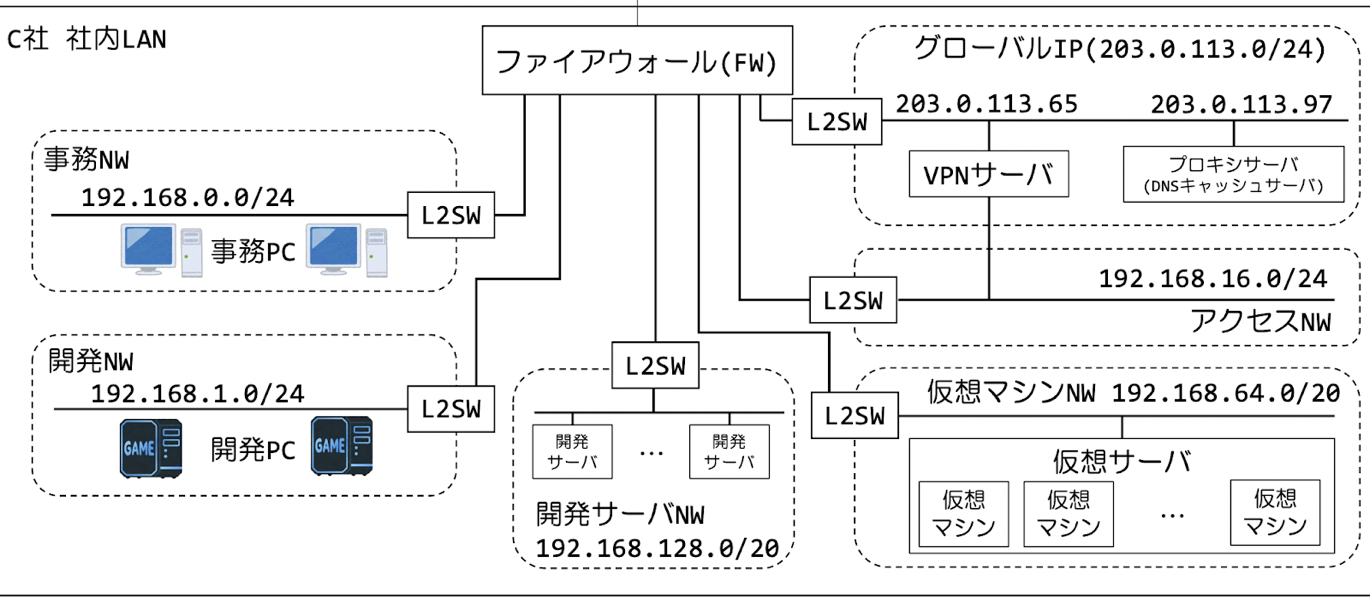 C社 社内LAN
ファイアウォール(FW)
グローバルIP(203.0.113.0/24)
L2SW
203.0.113.65
203.0.113.97
VPNサーバ
プロキシサーバ
(DNSキャッシュサーバ)
事務NW
192.168.0.0/24
L2SW
事務PC
L2SW
192.168.16.0/24
アクセスNW
開発NW
192.168.1.0/24
L2SW
GAME
開発PC
GAME
L2SW
開発
サーバ
…
開発
サーバ
開発サーバNW
192.168.128.0/20
L2SW
仮想マシンNW 192.168.64.0/20
仮想サーバ
仮想
マシン
仮想
マシン
…
仮想
マシン